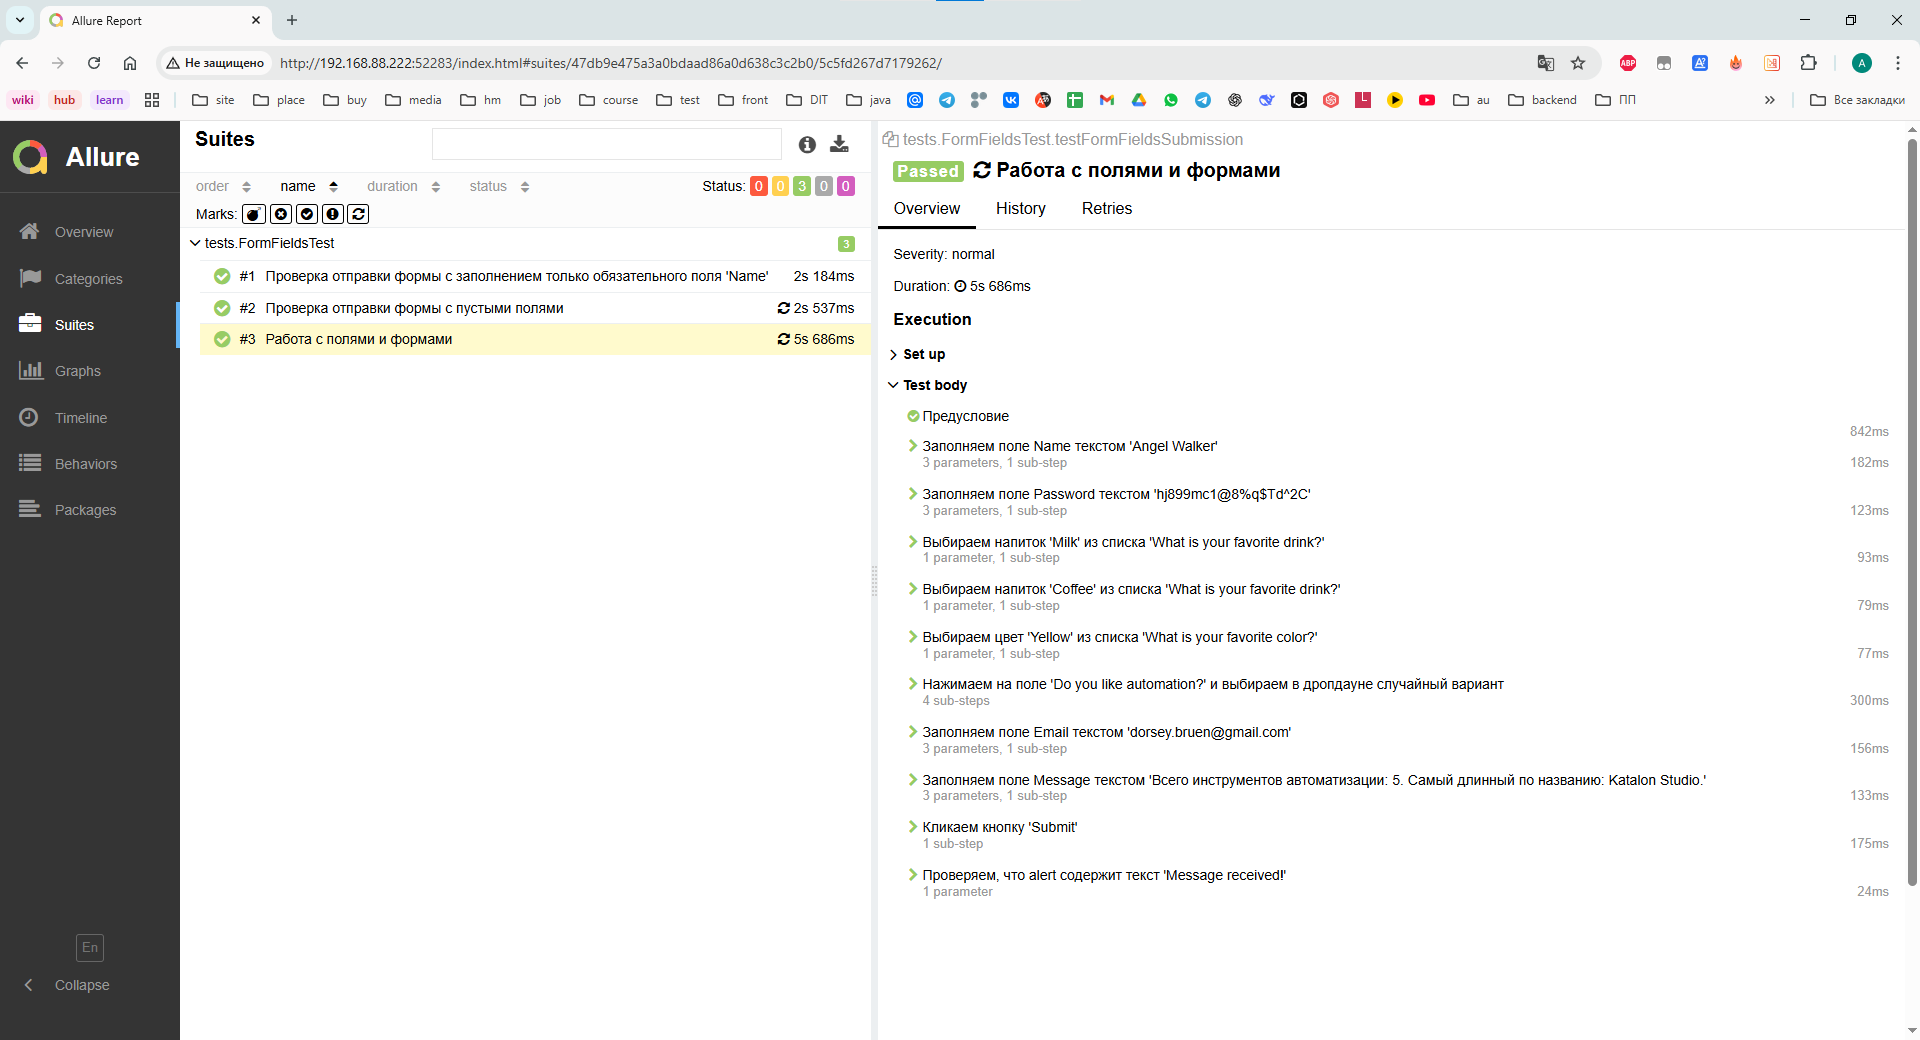 Allure Report
Не защищено
http://192.168.88.222:52283/index.html#suites/47db9e475a3a0bdaad86a0d638c3c2b0/5c5fd267d7179262/
ABP
A
wiki
hub
learn
site
place
buy
media
hm
job
course
test
front
DIT
java
au
backend
ПП
Все закладки
Allure
Overview
Categories
Suites
Graphs
Timeline
Behaviors
Packages
En
Collapse
Suites
order
name
duration
status
Status: 0 0 3 0 0
Marks:
tests.FormFieldsTest 3
#1 Проверка отправки формы с заполнением только обязательного поля 'Name' 2s 184ms
#2 Проверка отправки формы с пустыми полями 2s 537ms
#3 Работа с полями и формами 5s 686ms
tests.FormFieldsTest.testFormFieldsSubmission
Passed Работа с полями и формами
Overview History Retries
Severity: normal
Duration: 5s 686ms
Execution
Set up
Test body
Предусловие
842ms
Заполняем поле Name текстом 'Angel Walker'
3 parameters, 1 sub-step 182ms
Заполняем поле Password текстом 'hj899mc1@8%q$Td^2C'
3 parameters, 1 sub-step 123ms
Выбираем напиток 'Milk' из списка 'What is your favorite drink?'
1 parameter, 1 sub-step 93ms
Выбираем напиток 'Coffee' из списка 'What is your favorite drink?'
1 parameter, 1 sub-step 79ms
Выбираем цвет 'Yellow' из списка 'What is your favorite color?'
1 parameter, 1 sub-step 77ms
Нажимаем на поле 'Do you like automation?' и выбираем в дропдауне случайный вариант
4 sub-steps 300ms
Заполняем поле Email текстом 'dorsey.bruen@gmail.com'
3 parameters, 1 sub-step 156ms
Заполняем поле Message текстом 'Всего инструментов автоматизации: 5. Самый длинный по названию: Katalon Studio.'
3 parameters, 1 sub-step 133ms
Кликаем кнопку 'Submit'
1 sub-step 175ms
Проверяем, что alert содержит текст 'Message received!'
1 parameter 24ms